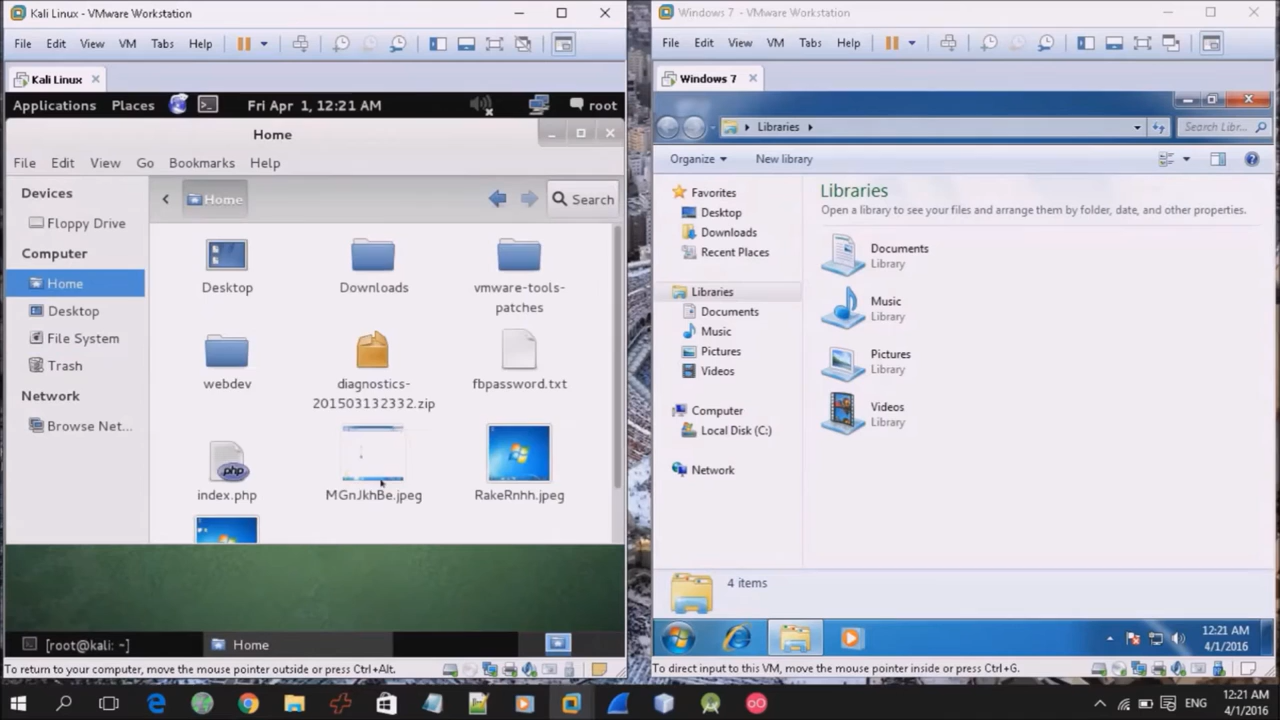 Kali Linux - VMware Workstation
File Edit View VM Tabs Help
Kali Linux
Applications Places Fri Apr 1, 12:21 AM root
Home
File Edit View Go Bookmarks Help
Devices
Floppy Drive
Computer
Home
Desktop
File System
Trash
Network
Browse Net...
Home
Search
Desktop
Downloads
vmware-tools-
patches
webdev
diagnostics-
201503132332.zip
fbpassword.txt
php
index.php
MGnJkhBe.jpeg
RakeRnhh.jpeg
[root@kali: ~]
Home
To return to your computer, move the mouse pointer outside or press Ctrl+Alt.
Windows 7 - VMware Workstation
File Edit View VM Tabs Help
Windows 7
Libraries
Search Libr...
Organize New library
Favorites
Desktop
Downloads
Recent Places
Libraries
Documents
Music
Pictures
Videos
Computer
Local Disk (C:)
Network
Libraries
Open a library to see your files and arrange them by folder, date, and other properties.
Documents
Library
Music
Library
Pictures
Library
Videos
Library
4 items
12:21 AM
4/1/2016
To direct input to this VM, move the mouse pointer inside or press Ctrl+G.
ENG
12:21 AM
4/1/2016